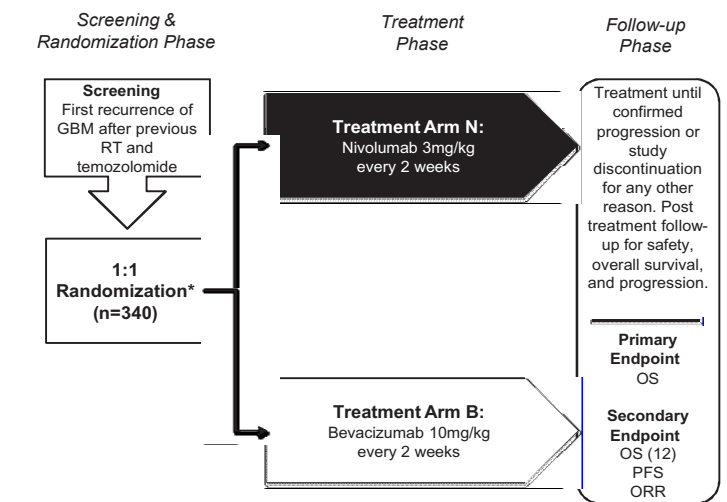 Screening &
Randomization Phase
Treatment
Phase
Follow-up
Phase
Screening
First recurrence of
GBM after previous
RT and
temozolomide
1:1
Randomization*
(n=340)
Treatment Arm N:
Nivolumab 3mg/kg
every 2 weeks
Treatment Arm B:
Bevacizumab 10mg/kg
every 2 weeks
Treatment until
confirmed
progression or
study
discontinuation
for any other
reason. Post
treatment follow-
up for safety,
overall survival,
and progression.
Primary
Endpoint
OS
Secondary
Endpoint
OS (12)
PFS
ORR